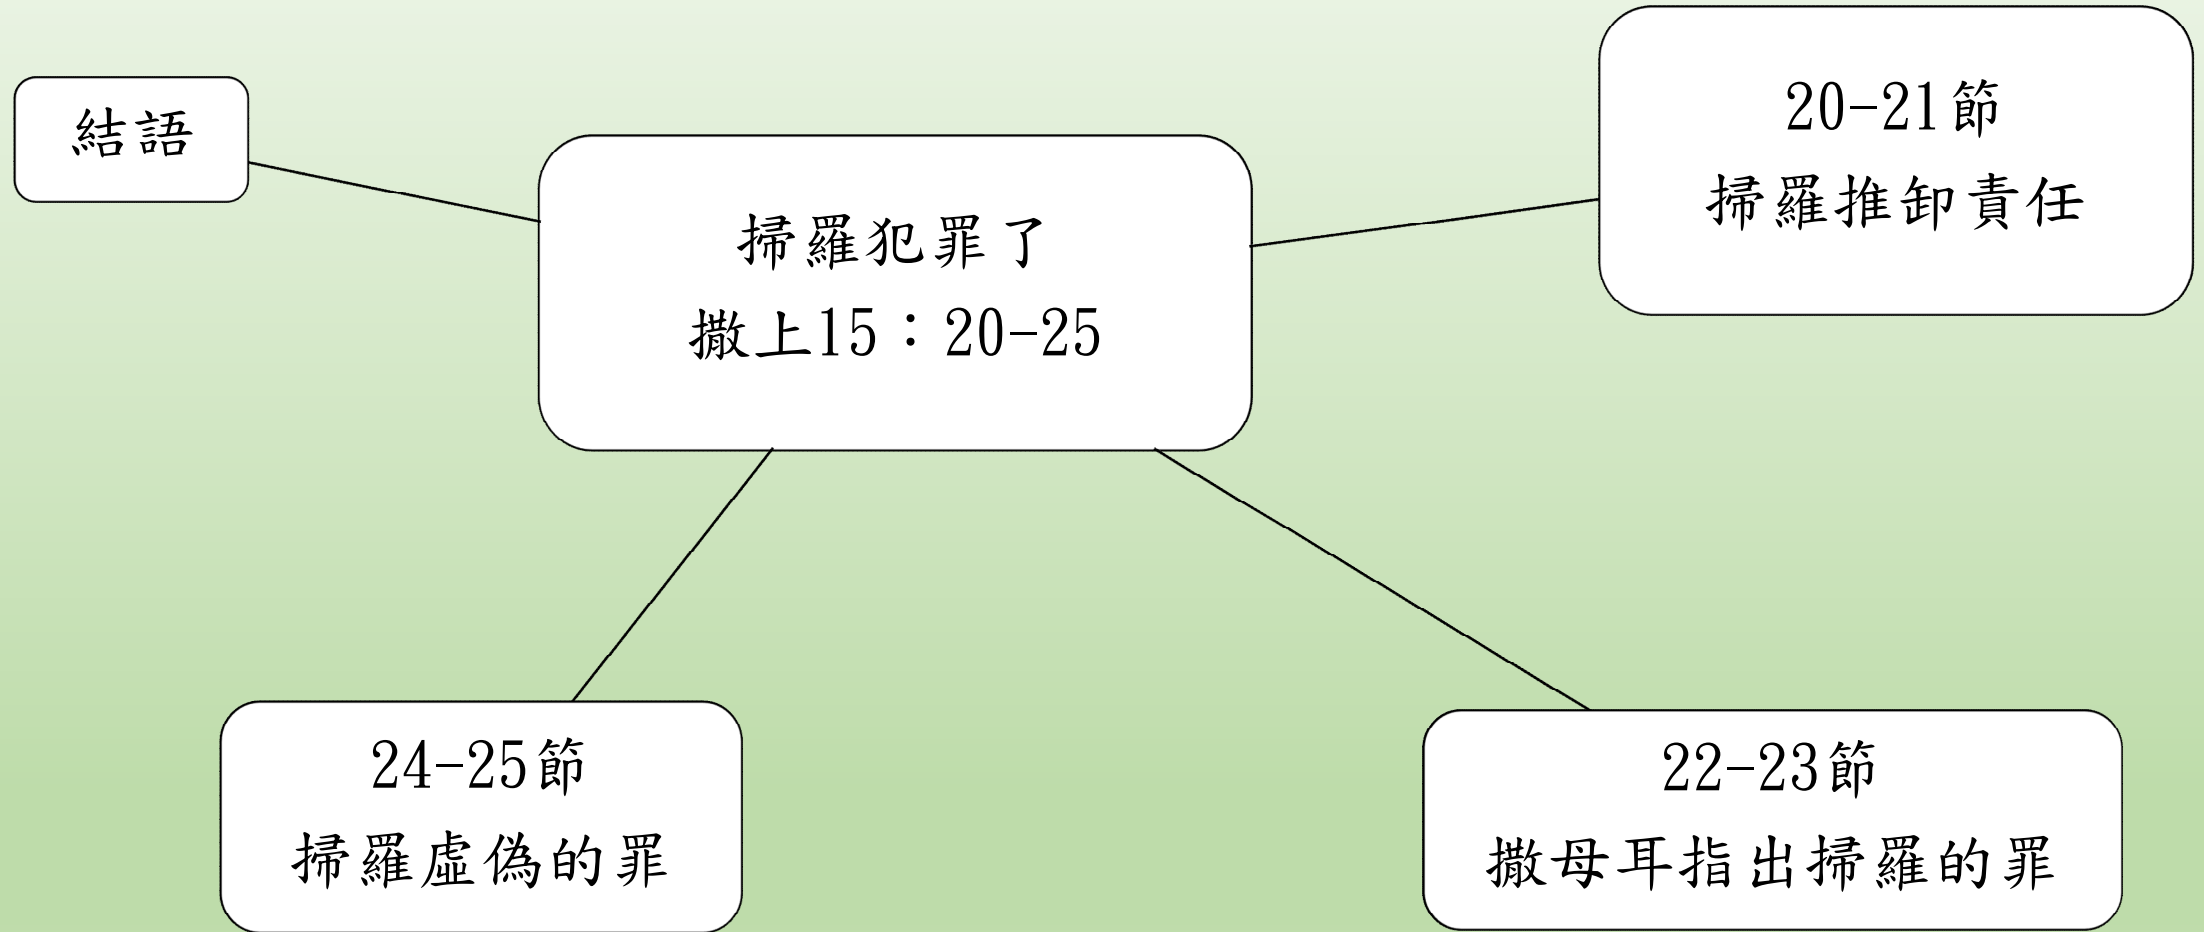 掃羅犯罪了
撒上15：20-25
20-21節
掃羅推卸責任
22-23節
撒母耳指出掃羅的罪
24-25節
掃羅虛偽的罪
結語